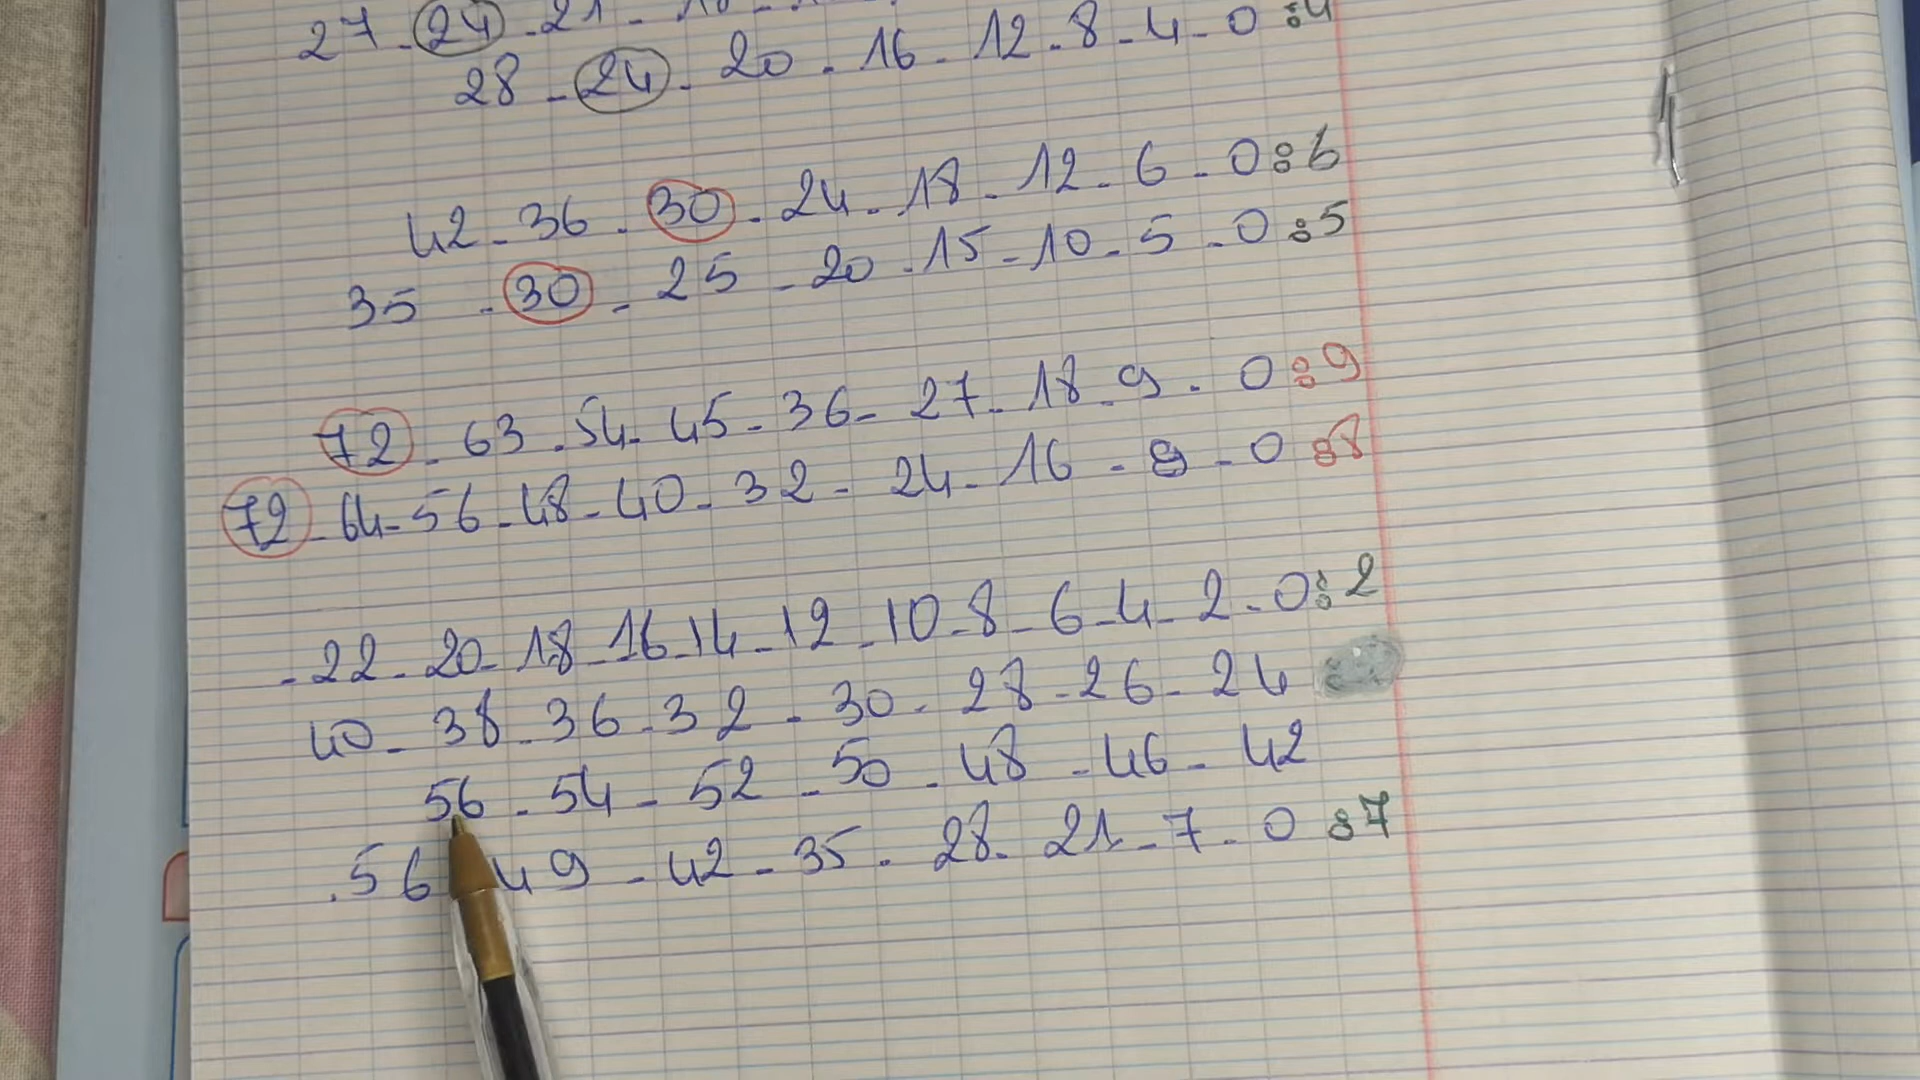 27 - 24 - 21 - 18 -
28 - 24 - 20 - 16 - 12 - 8 - 4 - 0 :4
42 - 36 - 30 - 24 - 18 - 12 - 6 - 0 :6
35 - 30 - 25 - 20 - 15 - 10 - 5 - 0 :5
72 - 63 - 54 - 45 - 36 - 27 - 18 - 9 - 0 :9
72 - 64 - 56 - 48 - 40 - 32 - 24 - 16 - 8 - 0 :8
- 22 - 20 - 18 - 16 - 14 - 12 - 10 - 8 - 6 - 4 - 2 - 0 :2
40 - 38 - 36 - 32 - 30 - 28 - 26 - 24
56 - 54 - 52 - 50 - 48 - 46 - 42
. 56 49 - 42 - 35 - 28 - 21 - 7 - 0 :7